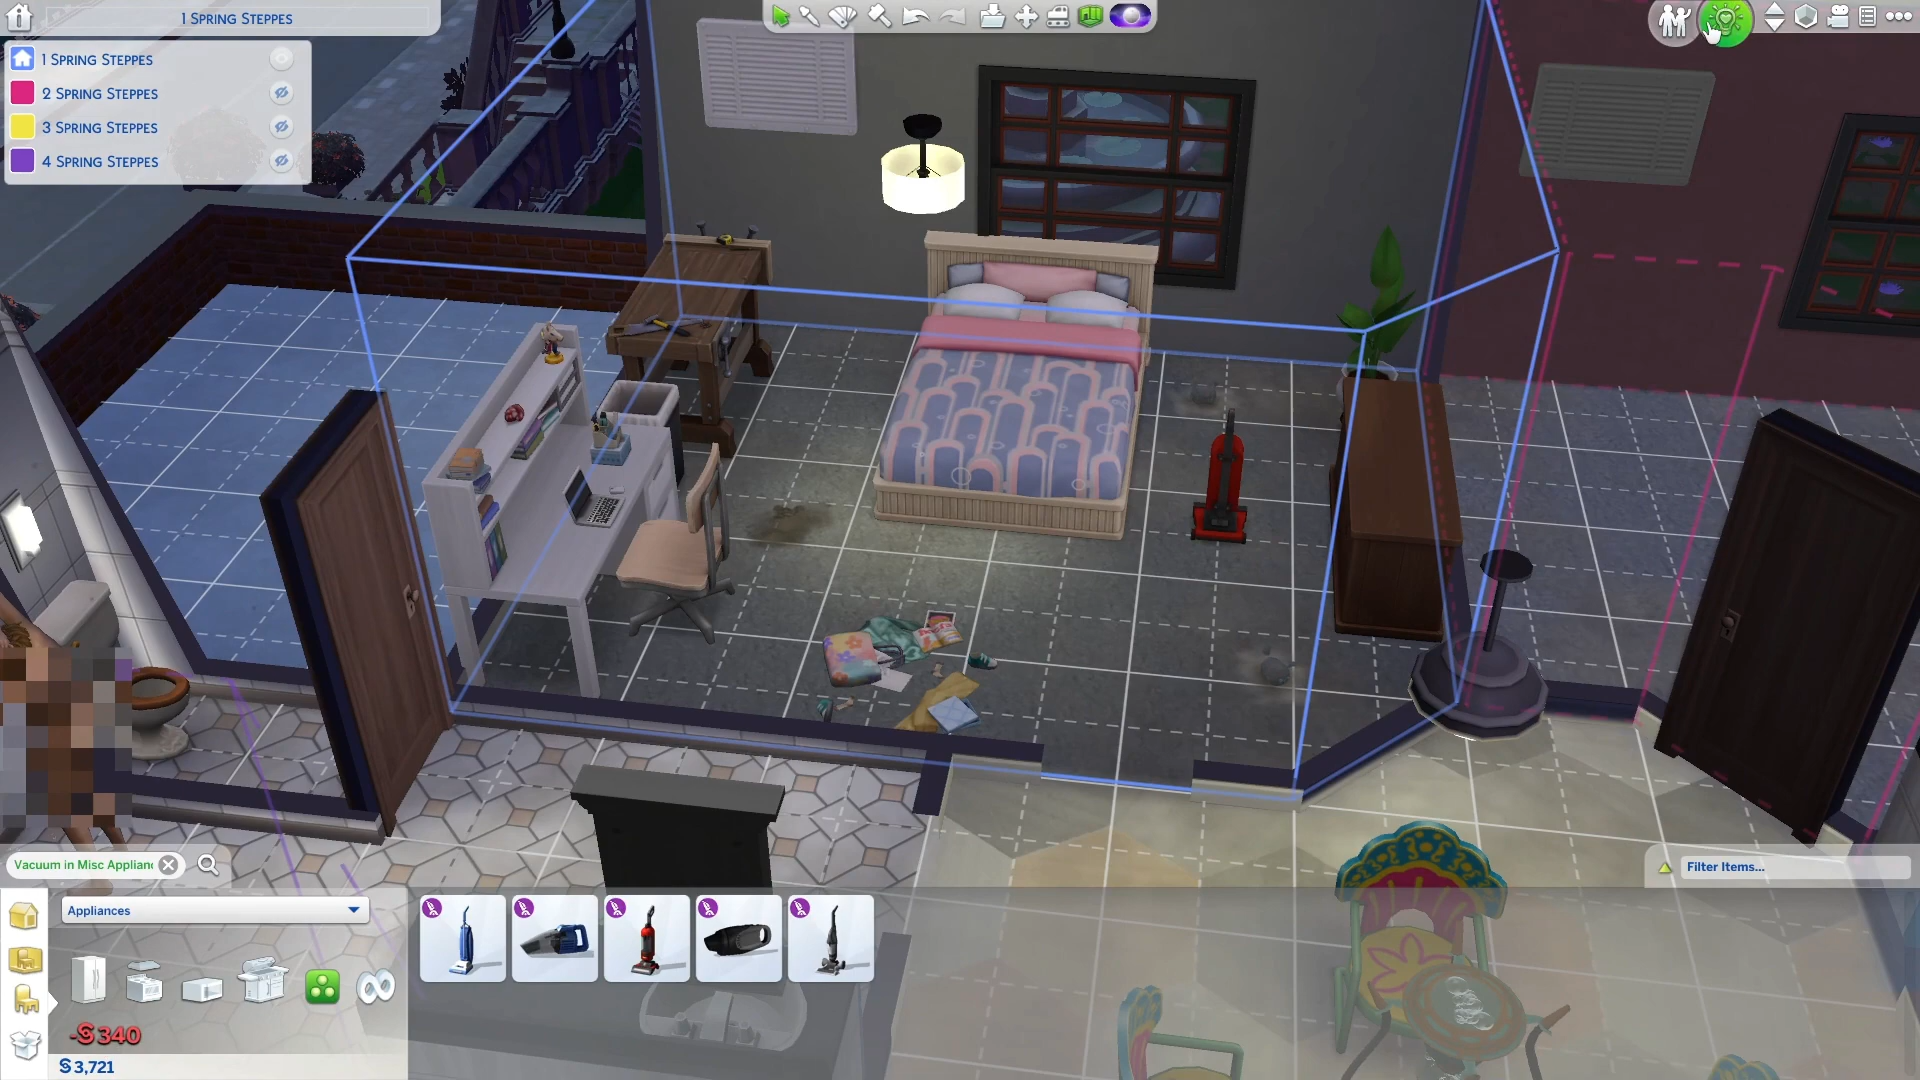 1 Spring Steppes
1 Spring Steppes
2 Spring Steppes
3 Spring Steppes
4 Spring Steppes
Vacuum in Misc Applianc
Filter Items...
Appliances
-§340
§3,721